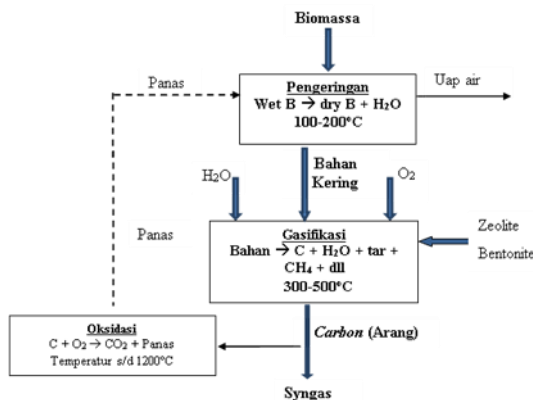 Biomassa
Panas
Uap air
Pengeringan
Wet B → dry B + H₂O
100-200°C
H₂O
Bahan
Kering
O₂
Panas
Gasifikasi
Bahan → C + H₂O + tar +
CH₄ + dll
300-500°C
Zeolite
Bentonite
Oksidasi
C + O₂ → CO₂ + Panas
Temperatur s/d 1200°C
Carbon (Arang)
Syngas